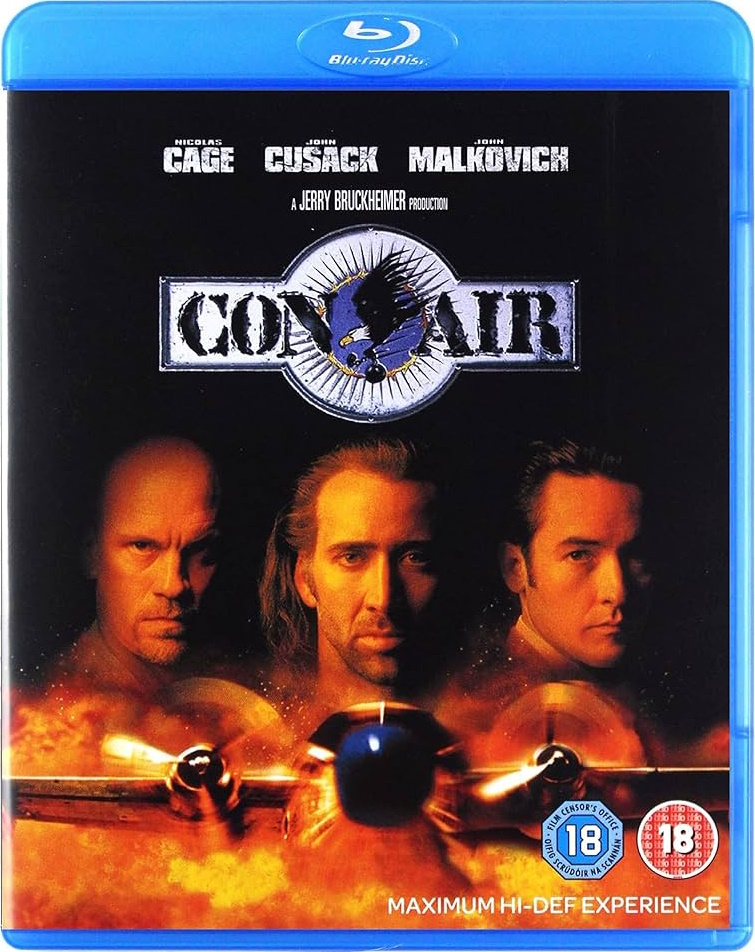 Blu-ray Disc
NICOLAS JOHN JOHN
CAGE CUSACK MALKOVICH
A JERRY BRUCKHEIMER PRODUCTION
CON AIR
· FILM CENSOR'S OFFICE ·
18
OIFIG SCRÚDÓIR NA SCANNÁN
18
MAXIMUM HI-DEF EXPERIENCE